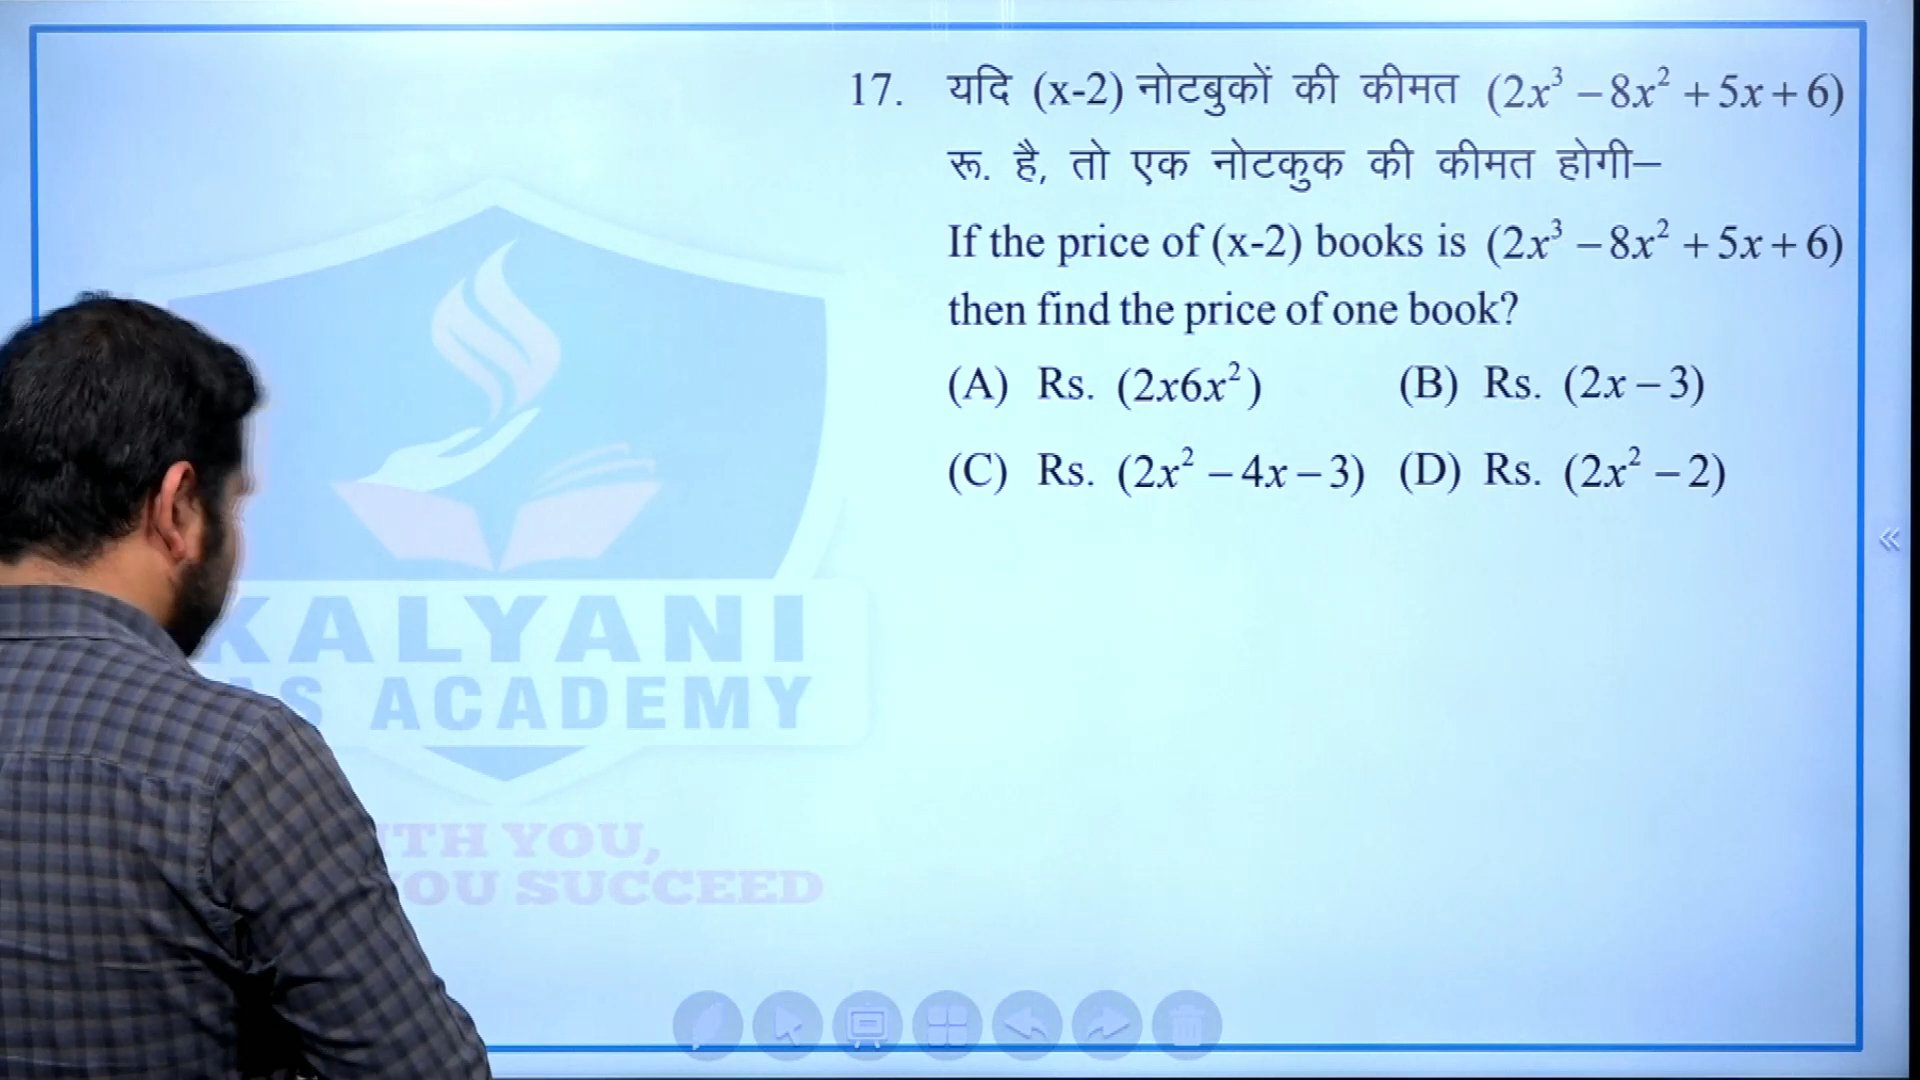 17. यदि (x-2) नोटबुकों की कीमत (2x³ – 8x² + 5x + 6)
रू. है, तो एक नोटकुक की कीमत होगी–
If the price of (x-2) books is (2x³ – 8x² + 5x + 6)
then find the price of one book?
(A) Rs. (2x6x²) (B) Rs. (2x – 3)
(C) Rs. (2x² – 4x – 3) (D) Rs. (2x² – 2)
KALYANI
ACADEMY
YOU,
SUCCEED